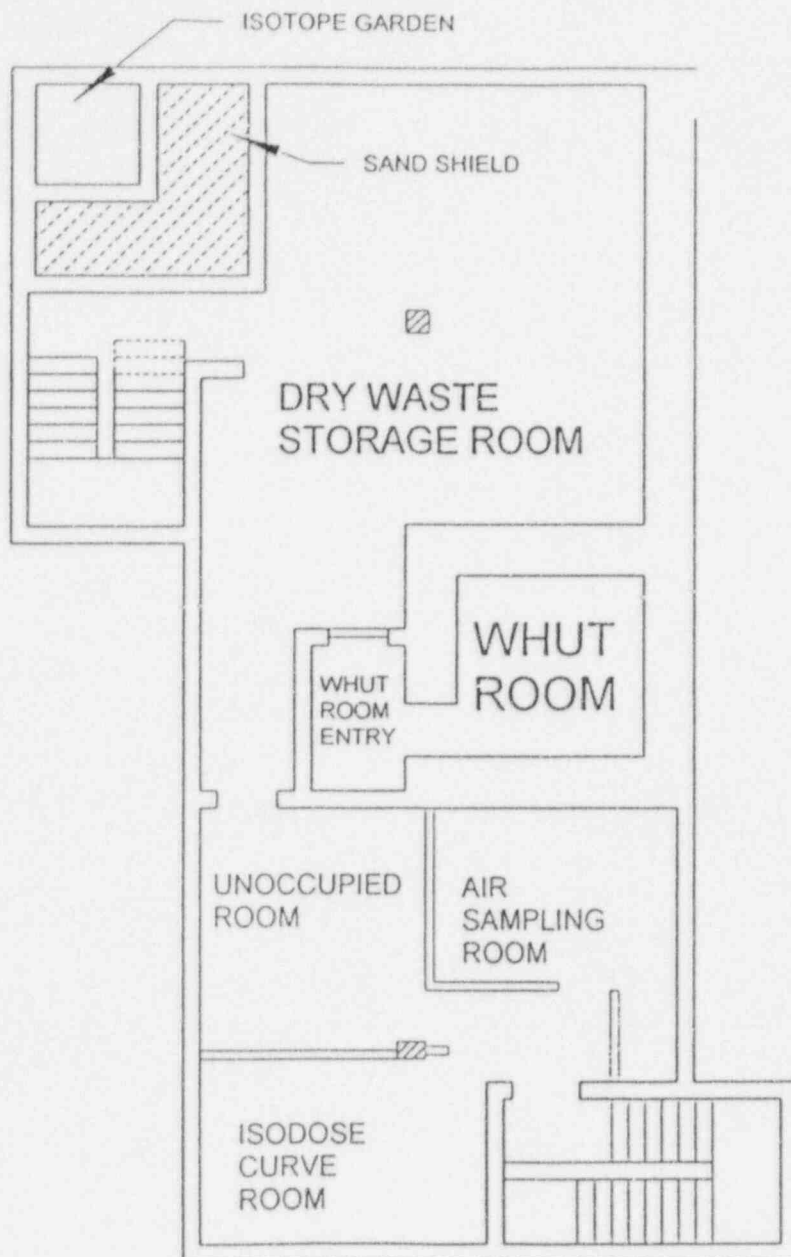 ISOTOPE GARDEN
SAND SHIELD
DRY WASTE
STORAGE ROOM
WHUT
ROOM
WHUT
ROOM
ENTRY
UNOCCUPIED
ROOM
AIR
SAMPLING
ROOM
ISODOSE
CURVE
ROOM